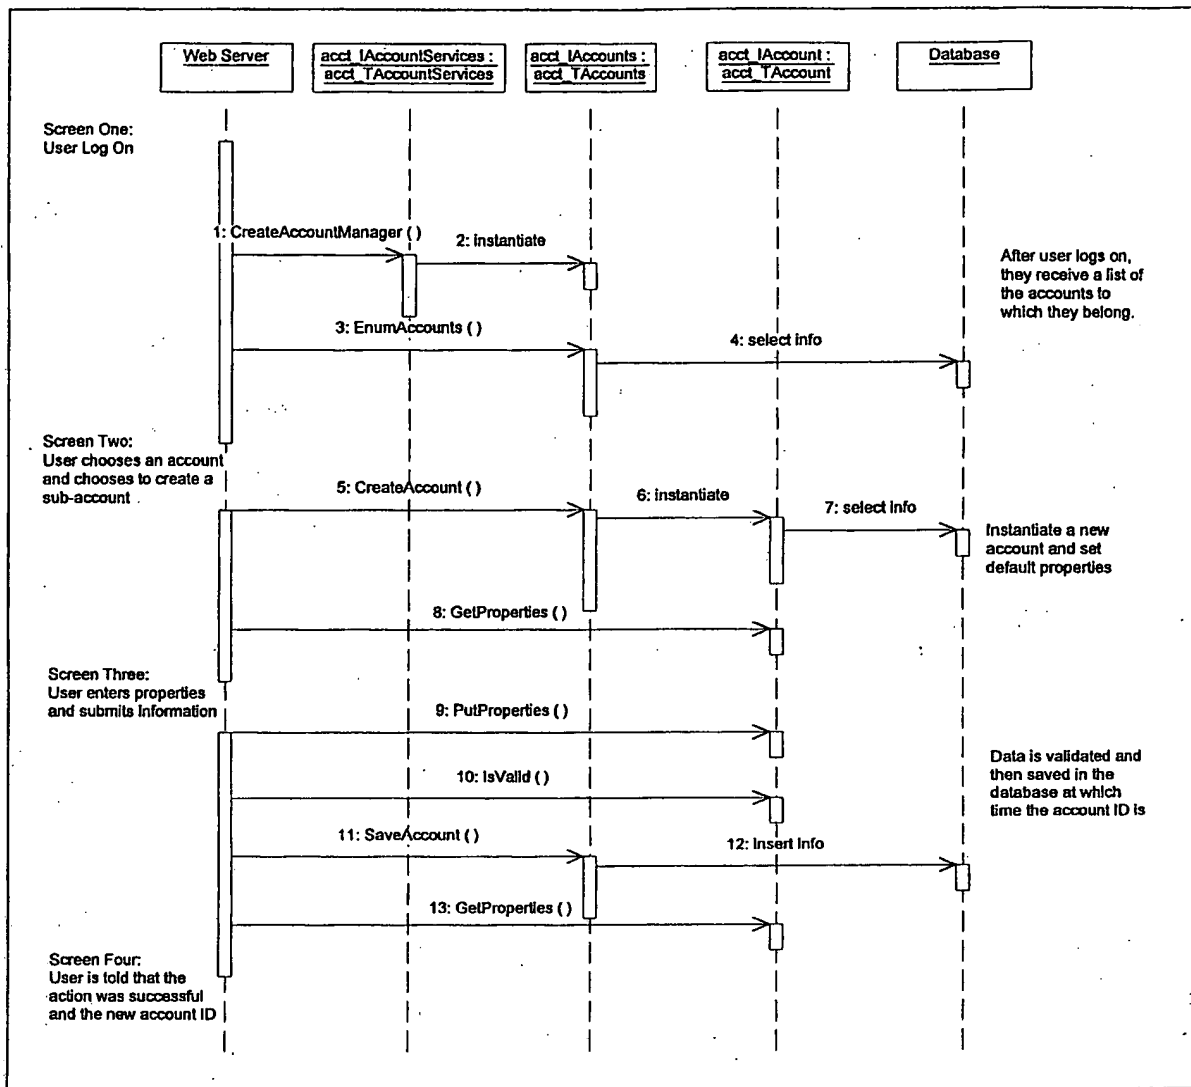 Web Server
acct_IAccountServices :
acct_TAccountServices
acct_IAccounts :
acct_TAccounts
acct_IAccount :
acct_TAccount
Database
Screen One:
User Log On
1: CreateAccountManager ( )
2: instantiate
After user logs on,
they receive a list of
the accounts to
which they belong.
3: EnumAccounts ( )
4: select info
Screen Two:
User chooses an account
and chooses to create a
sub-account
5: CreateAccount ( )
6: instantiate
7: select info
Instantiate a new
account and set
default properties
8: GetProperties ( )
Screen Three:
User enters properties
and submits information
9: PutProperties ( )
10: IsValid ( )
Data is validated and
then saved in the
database at which
time the account ID is
11: SaveAccount ( )
12: Insert Info
13: GetProperties ( )
Screen Four:
User is told that the
action was successful
and the new account ID